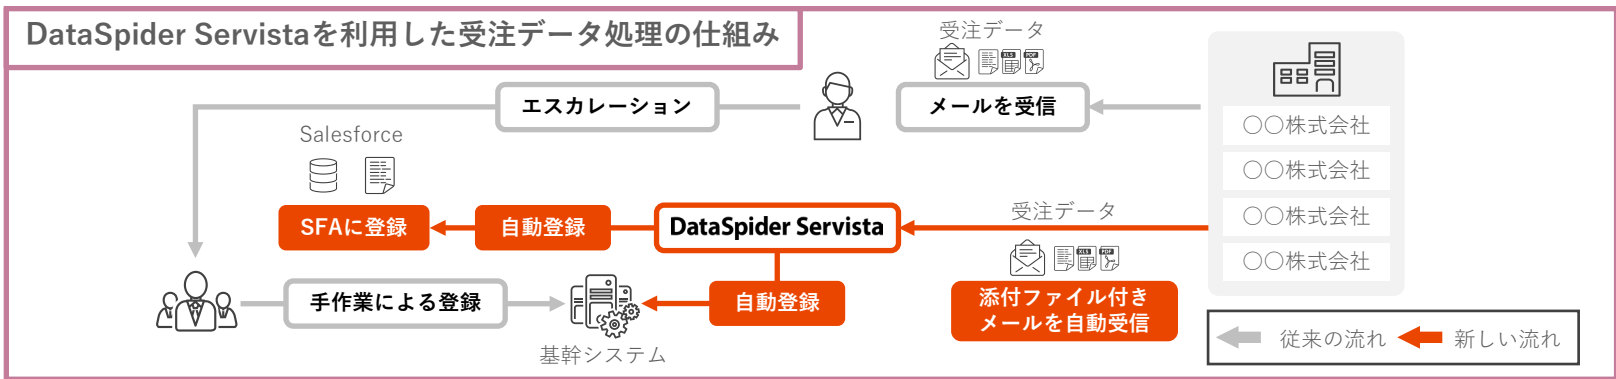 DataSpider Servistaを利用した受注データ処理の仕組み
受注データ
XLS
PDF
エスカレーション
メールを受信
〇〇株式会社
〇〇株式会社
〇〇株式会社
〇〇株式会社
Salesforce
SFAに登録
自動登録
DataSpider Servista
受注データ
XLS
PDF
添付ファイル付き
メールを自動受信
手作業による登録
自動登録
基幹システム
従来の流れ
新しい流れ